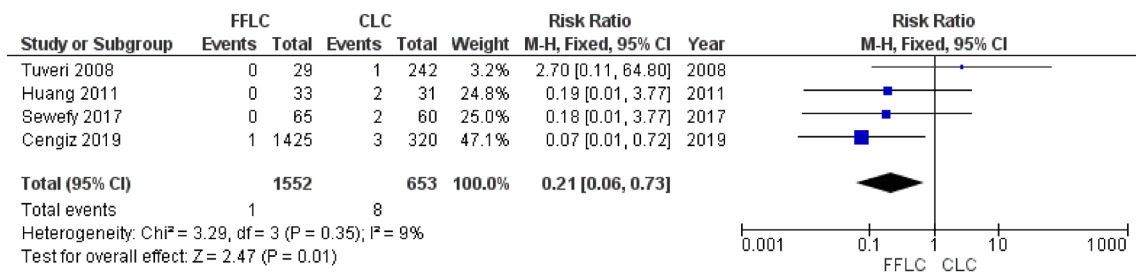 FFLC CLC Risk Ratio Risk Ratio
Study or Subgroup Events Total Events Total Weight M-H, Fixed, 95% CI Year M-H, Fixed, 95% CI
Tuveri 2008 0 29 1 242 3.2% 2.70 [0.11, 64.80] 2008
Huang 2011 0 33 2 31 24.8% 0.19 [0.01, 3.77] 2011
Sewefy 2017 0 65 2 60 25.0% 0.18 [0.01, 3.77] 2017
Cengiz 2019 1 1425 3 320 47.1% 0.07 [0.01, 0.72] 2019
Total (95% CI) 1552 653 100.0% 0.21 [0.06, 0.73]
Total events 1 8
Heterogeneity: Chi² = 3.29, df = 3 (P = 0.35); I² = 9%
Test for overall effect: Z = 2.47 (P = 0.01)
0.001 0.1 1 10 1000
FFLC CLC